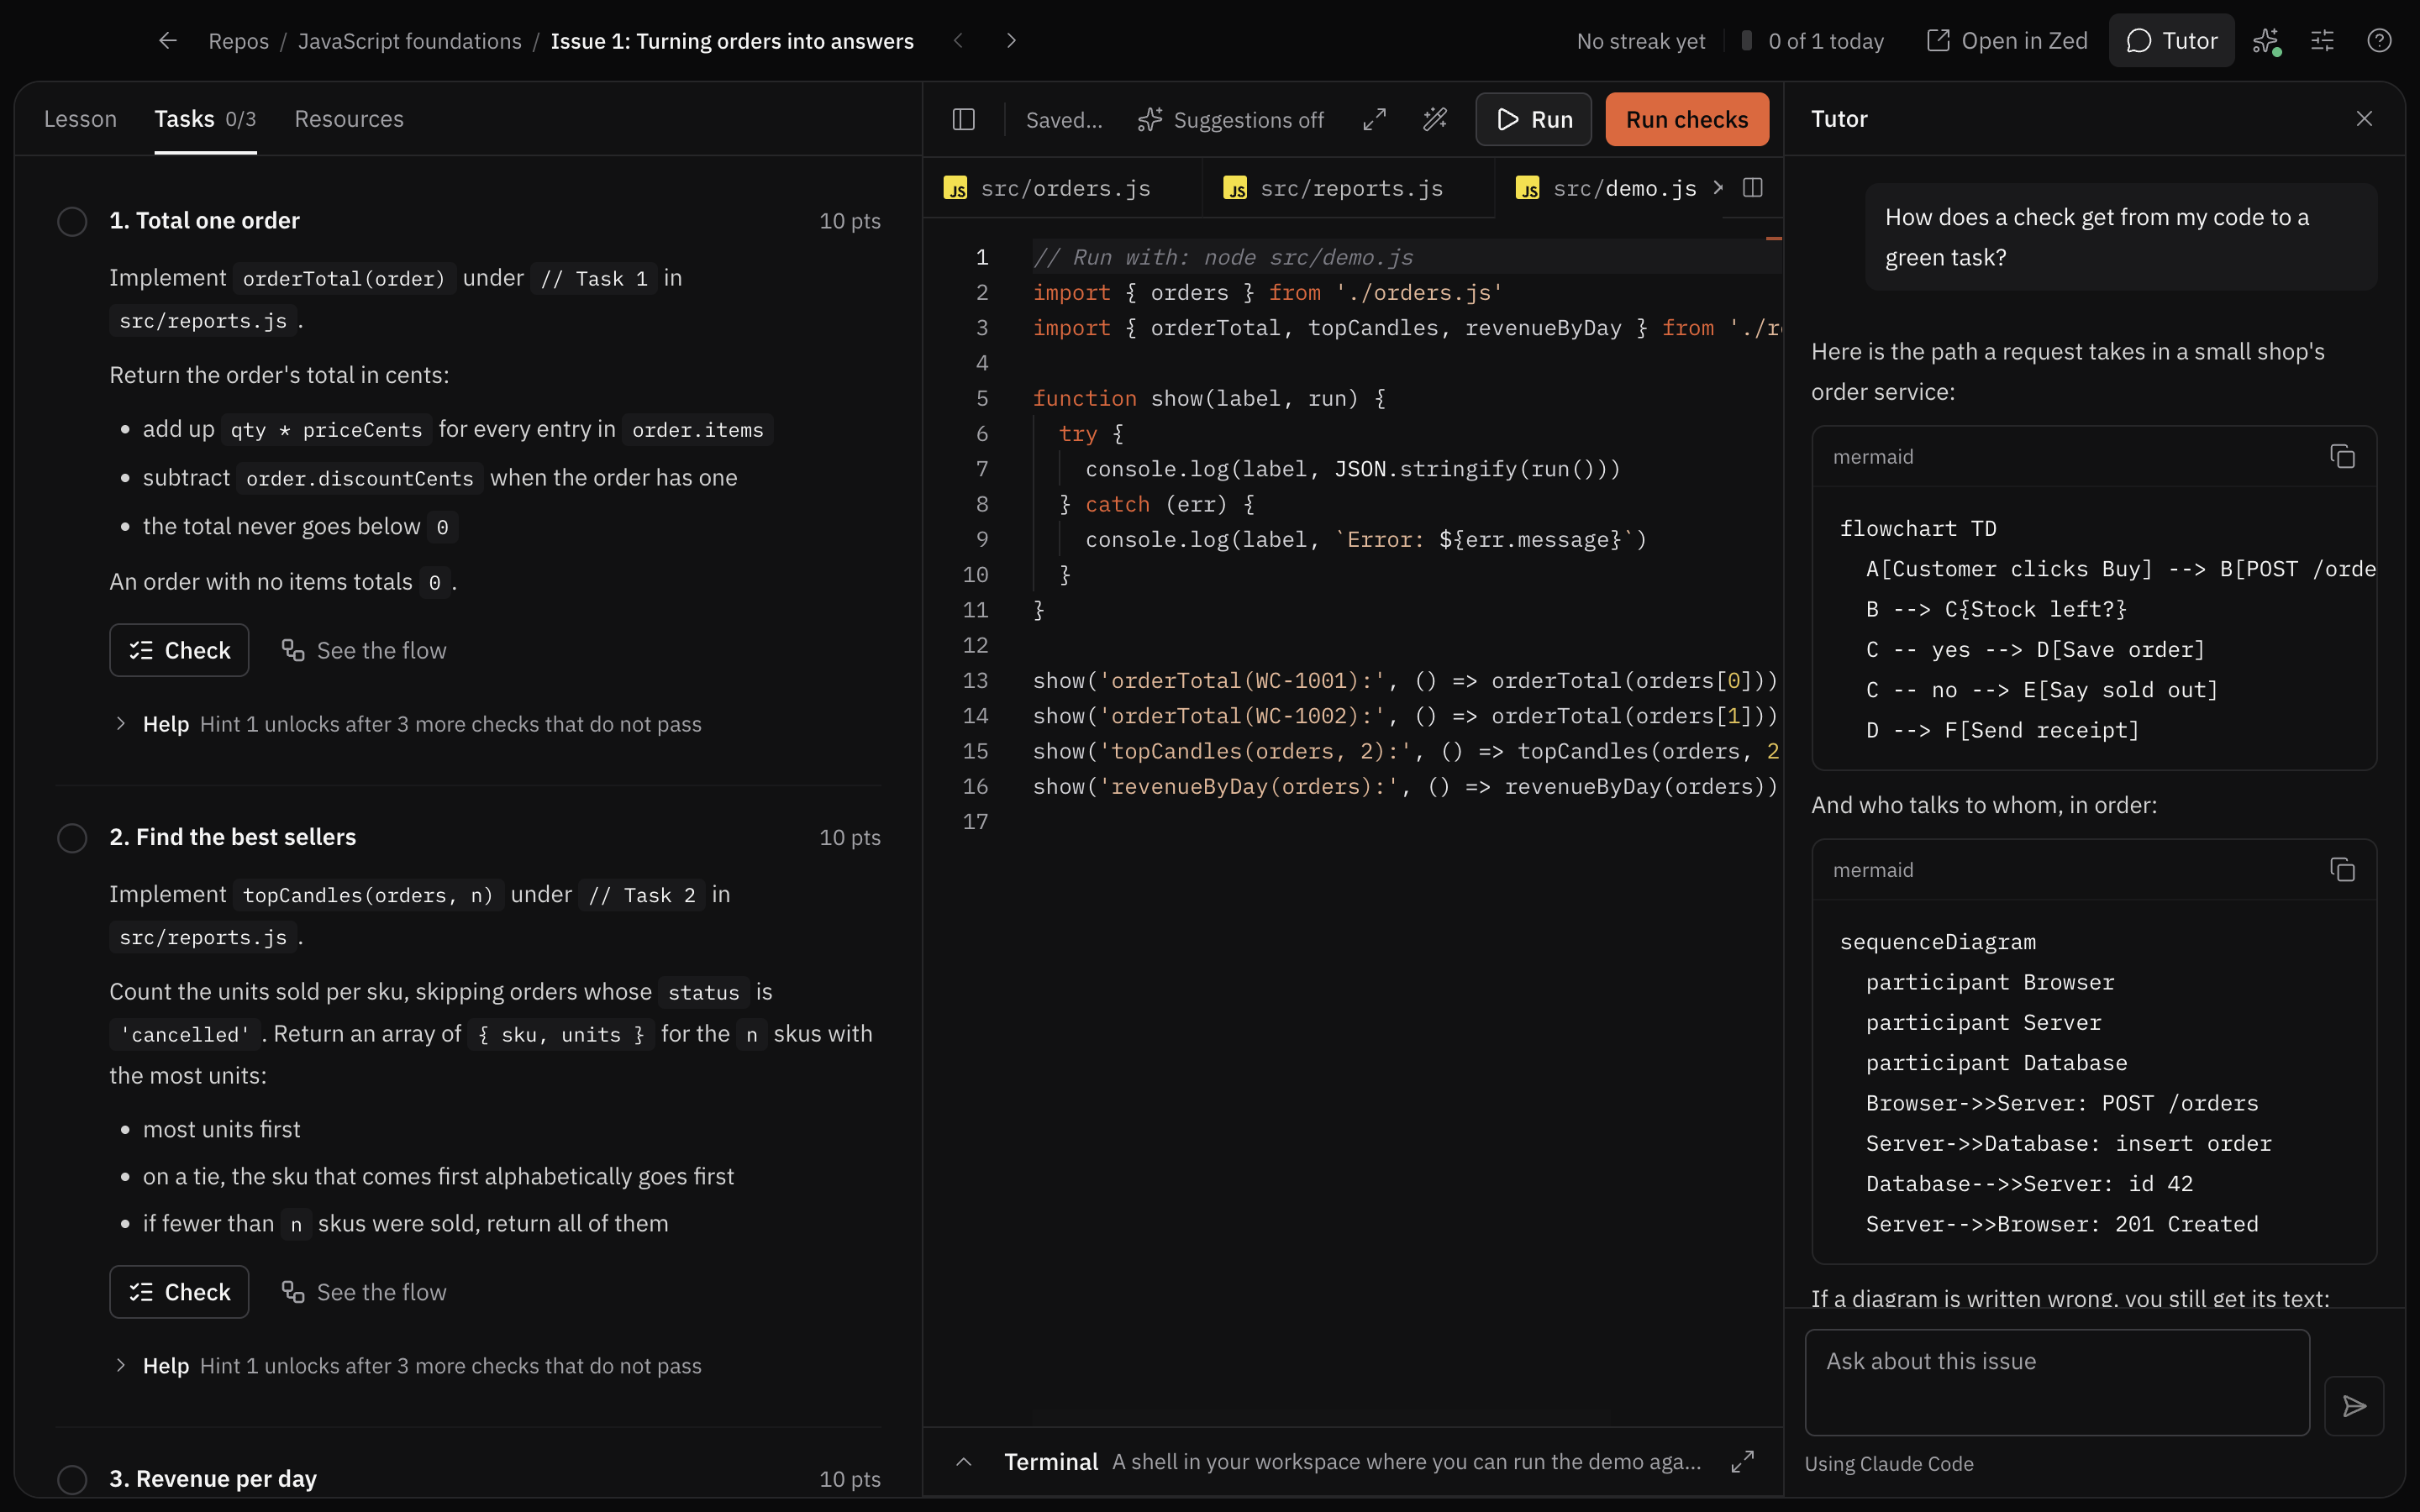 Repos / JavaScript foundations / Issue 1: Turning orders into answers
No streak yet
0 of 1 today
Open in Zed
Tutor
Lesson
Tasks 0/3
Resources
1. Total one order
10 pts
Implement orderTotal(order) under // Task 1 in
src/reports.js .
Return the order's total in cents:
• add up qty * priceCents for every entry in order.items
• subtract order.discountCents when the order has one
• the total never goes below 0
An order with no items totals 0 .
Check
See the flow
Help Hint 1 unlocks after 3 more checks that do not pass
2. Find the best sellers
10 pts
Implement topCandles(orders, n) under // Task 2 in
src/reports.js .
Count the units sold per sku, skipping orders whose status is
'cancelled' . Return an array of { sku, units } for the n skus with
the most units:
• most units first
• on a tie, the sku that comes first alphabetically goes first
• if fewer than n skus were sold, return all of them
Check
See the flow
Help Hint 1 unlocks after 3 more checks that do not pass
3. Revenue per day
10 pts
Saved...
Suggestions off
Run
Run checks
JS src/orders.js
JS src/reports.js
JS src/demo.js
1 // Run with: node src/demo.js
2 import { orders } from './orders.js'
3 import { orderTotal, topCandles, revenueByDay } from './r
4
5 function show(label, run) {
6 try {
7 console.log(label, JSON.stringify(run()))
8 } catch (err) {
9 console.log(label, `Error: ${err.message}`)
10 }
11 }
12
13 show('orderTotal(WC-1001):', () => orderTotal(orders[0]))
14 show('orderTotal(WC-1002):', () => orderTotal(orders[1]))
15 show('topCandles(orders, 2):', () => topCandles(orders, 2
16 show('revenueByDay(orders):', () => revenueByDay(orders))
17
Terminal A shell in your workspace where you can run the demo aga...
Tutor
How does a check get from my code to a
green task?
Here is the path a request takes in a small shop's
order service:
mermaid
flowchart TD
A[Customer clicks Buy] --> B[POST /orde
B --> C{Stock left?}
C -- yes --> D[Save order]
C -- no --> E[Say sold out]
D --> F[Send receipt]
And who talks to whom, in order:
mermaid
sequenceDiagram
participant Browser
participant Server
participant Database
Browser->>Server: POST /orders
Server->>Database: insert order
Database-->>Server: id 42
Server-->>Browser: 201 Created
If a diagram is written wrong, you still get its text:
Ask about this issue
Using Claude Code